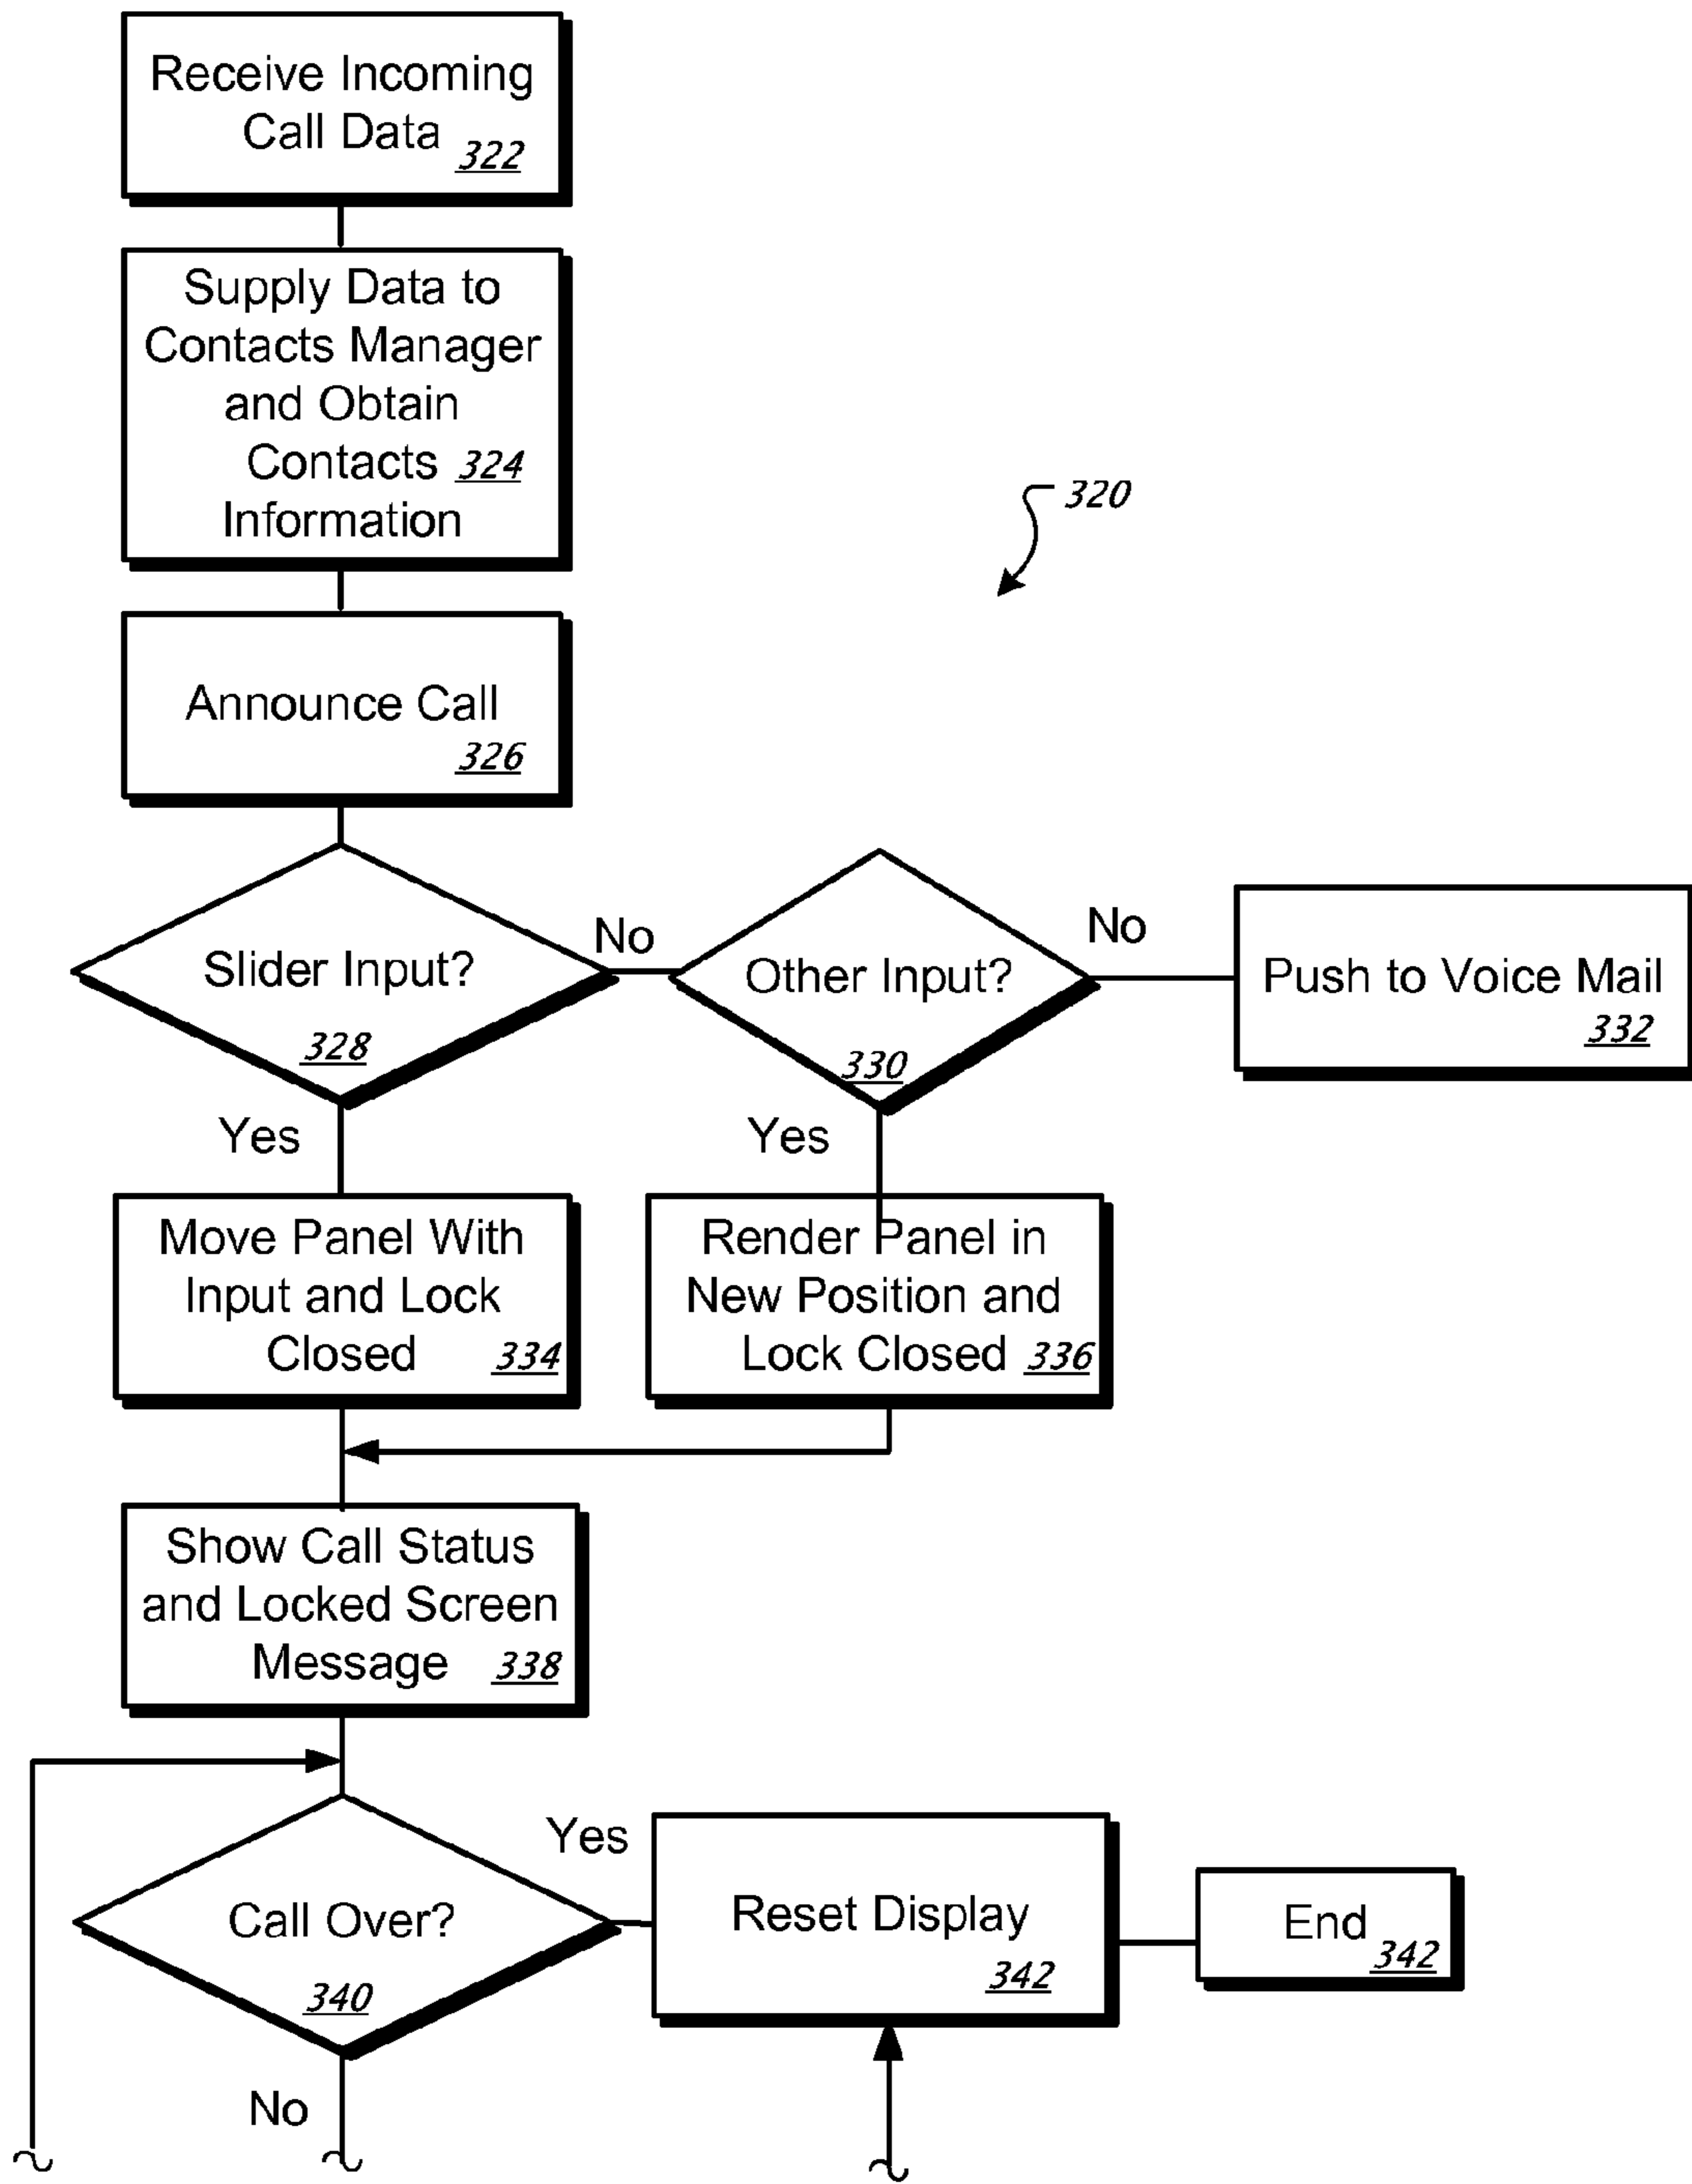 Receive Incoming
Call Data 322
Supply Data to
Contacts Manager
and Obtain
Contacts 324
Information
320
Announce Call
326
Slider Input?
328
No
Other Input?
330
No
Push to Voice Mail
332
Yes
Yes
Move Panel With
Input and Lock
Closed 334
Render Panel in
New Position and
Lock Closed 336
Show Call Status
and Locked Screen
Message 338
Call Over?
340
Yes
Reset Display
342
End
342
No